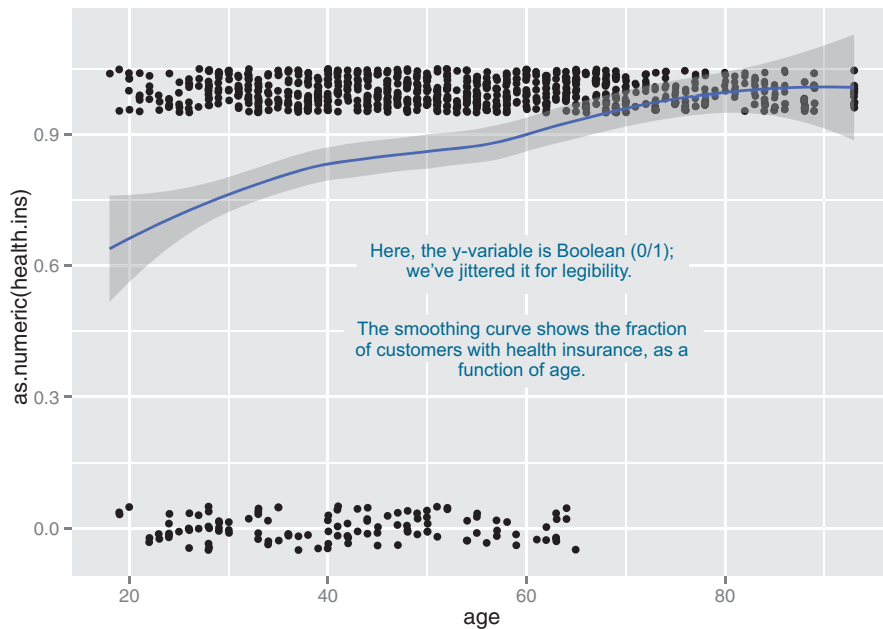 0.9
0.6
0.3
0.0
as.numeric(health.ins)
Here, the y-variable is Boolean (0/1);
we've jittered it for legibility.
The smoothing curve shows the fraction
of customers with health insurance, as a
function of age.
20
40
60
80
age